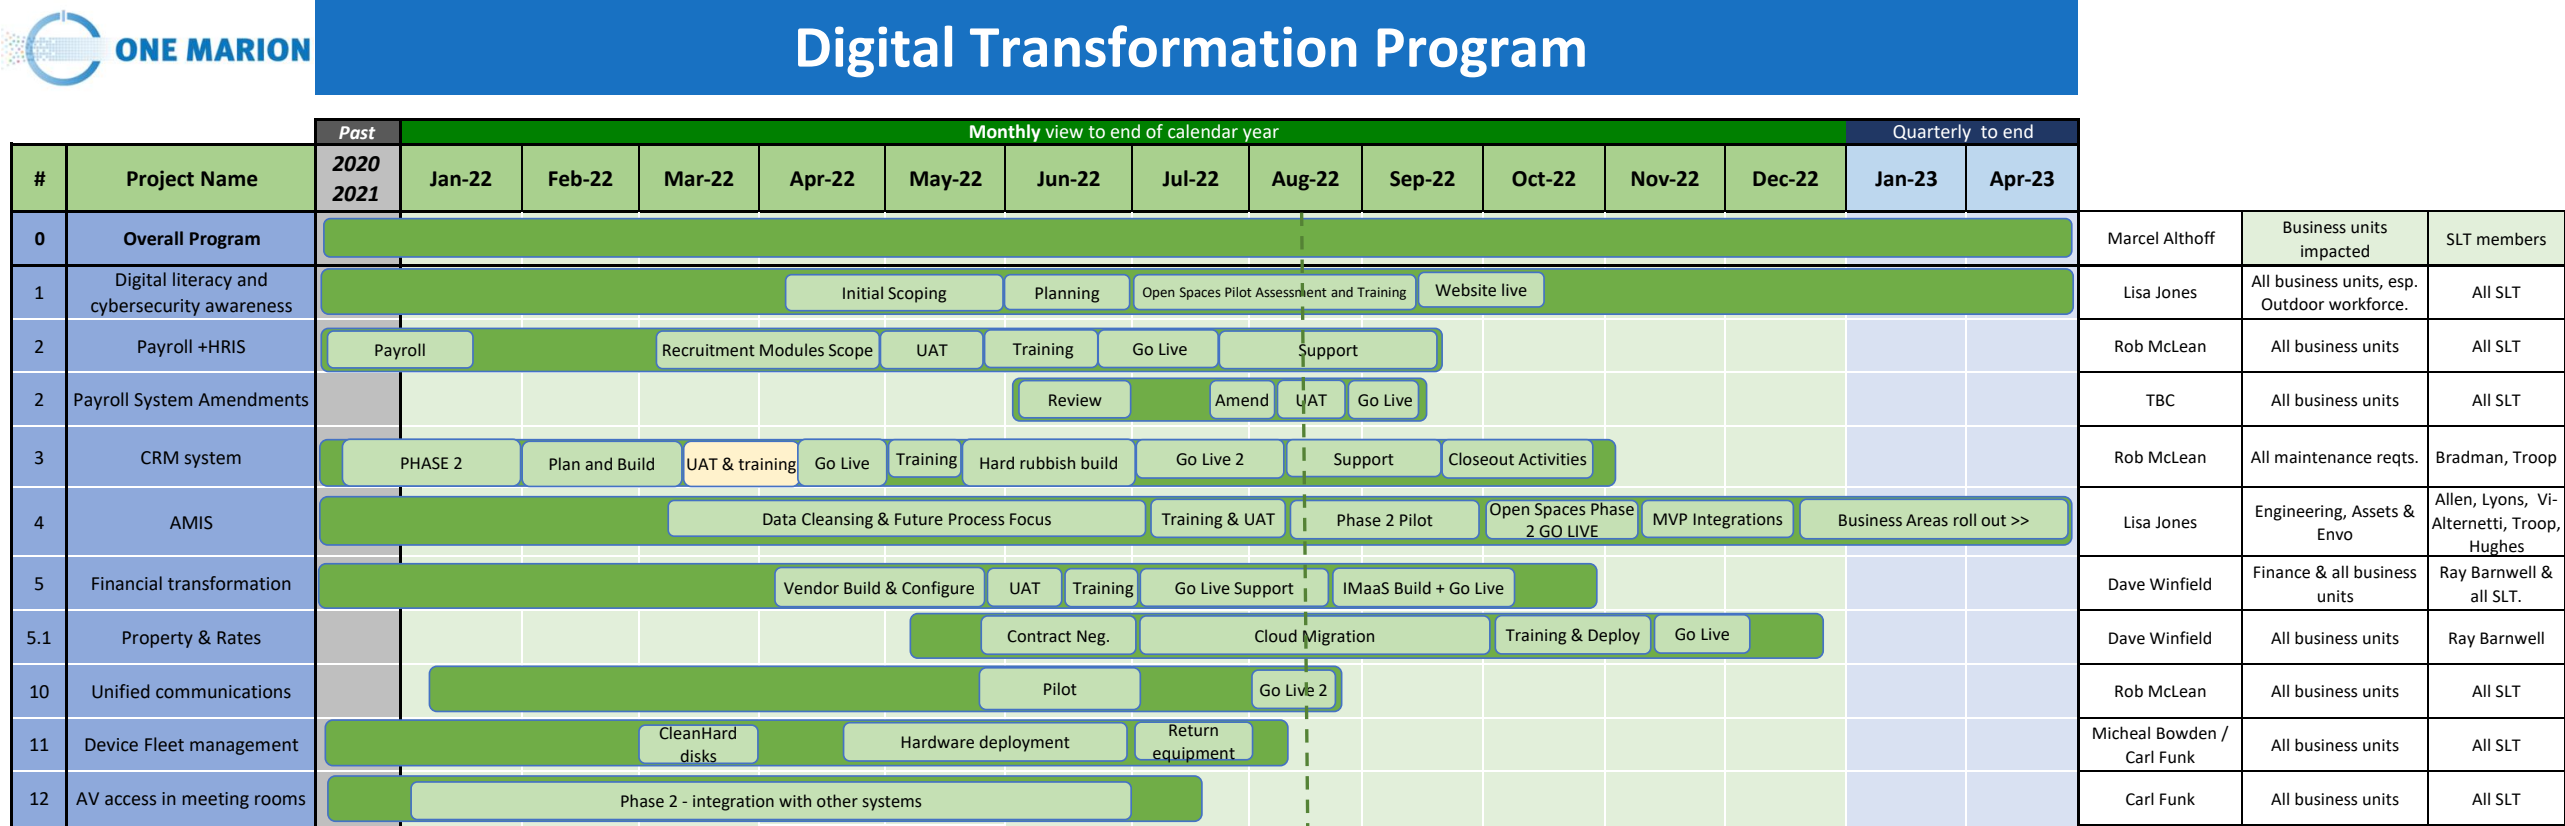 ONE MARION
Digital Transformation Program
Past
Monthly view to end of calendar year
Quarterly to end
#
Project Name
2020
2021
Jan-22
Feb-22
Mar-22
Apr-22
May-22
Jun-22
Jul-22
Aug-22
Sep-22
Oct-22
Nov-22
Dec-22
Jan-23
Apr-23
0
Overall Program
Marcel Althoff
Business units
impacted
SLT members
1
Digital literacy and
cybersecurity awareness
Initial Scoping
Planning
Open Spaces Pilot Assessment and Training
Website live
Lisa Jones
All business units, esp.
Outdoor workforce.
All SLT
2
Payroll +HRIS
Payroll
Recruitment Modules Scope
UAT
Training
Go Live
Support
Rob McLean
All business units
All SLT
2
Payroll System Amendments
Review
Amend
UAT
Go Live
TBC
All business units
All SLT
3
CRM system
PHASE 2
Plan and Build
UAT & training
Go Live
Training
Hard rubbish build
Go Live 2
Support
Closeout Activities
Rob McLean
All maintenance reqts.
Bradman, Troop
4
AMIS
Data Cleansing & Future Process Focus
Training & UAT
Phase 2 Pilot
Open Spaces Phase
2 GO LIVE
MVP Integrations
Business Areas roll out >>
Lisa Jones
Engineering, Assets &
Envo
Allen, Lyons, Vi-
Alternetti, Troop,
Hughes
5
Financial transformation
Vendor Build & Configure
UAT
Training
Go Live Support
IMaaS Build + Go Live
Dave Winfield
Finance & all business
units
Ray Barnwell &
all SLT.
5.1
Property & Rates
Contract Neg.
Cloud Migration
Training & Deploy
Go Live
Dave Winfield
All business units
Ray Barnwell
10
Unified communications
Pilot
Go Live 2
Rob McLean
All business units
All SLT
11
Device Fleet management
CleanHard
disks
Hardware deployment
Return
equipment
Micheal Bowden /
Carl Funk
All business units
All SLT
12
AV access in meeting rooms
Phase 2 - integration with other systems
Carl Funk
All business units
All SLT